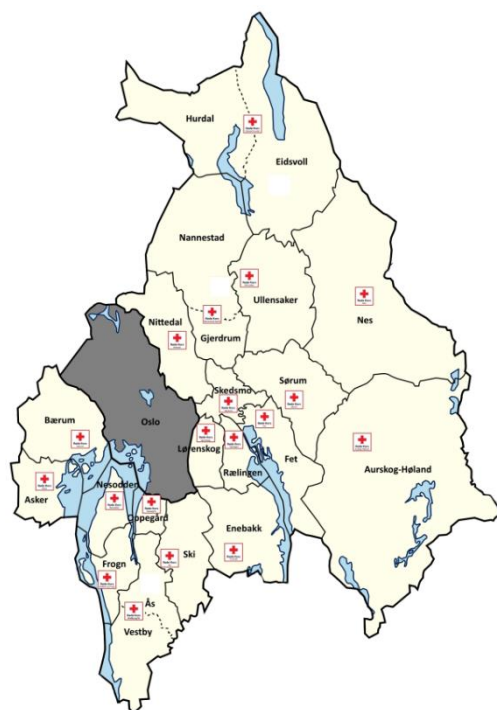 Hurdal
Eidsvoll
Nannestad
Ullensaker
Nes
Nittedal
Gjerdrum
Skedsmo
Sørum
Bærum
Oslo
Lørenskog
Fet
Rælingen
Aurskog-Høland
Asker
Nesodden
Oppegård
Enebakk
Ski
Frogn
Ås
Vestby